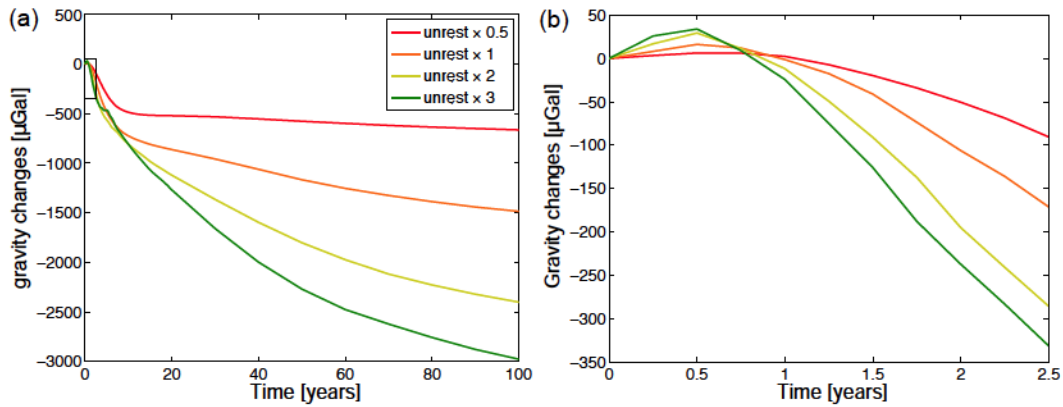 (a)
500
0
−500
−1000
−1500
−2000
−2500
−3000
gravity changes [µGal]
unrest × 0.5
unrest × 1
unrest × 2
unrest × 3
0 20 40 60 80 100
Time [years]
(b)
50
0
−50
−100
−150
−200
−250
−300
−350
Gravity changes [µGal]
0 0.5 1 1.5 2 2.5
Time [years]